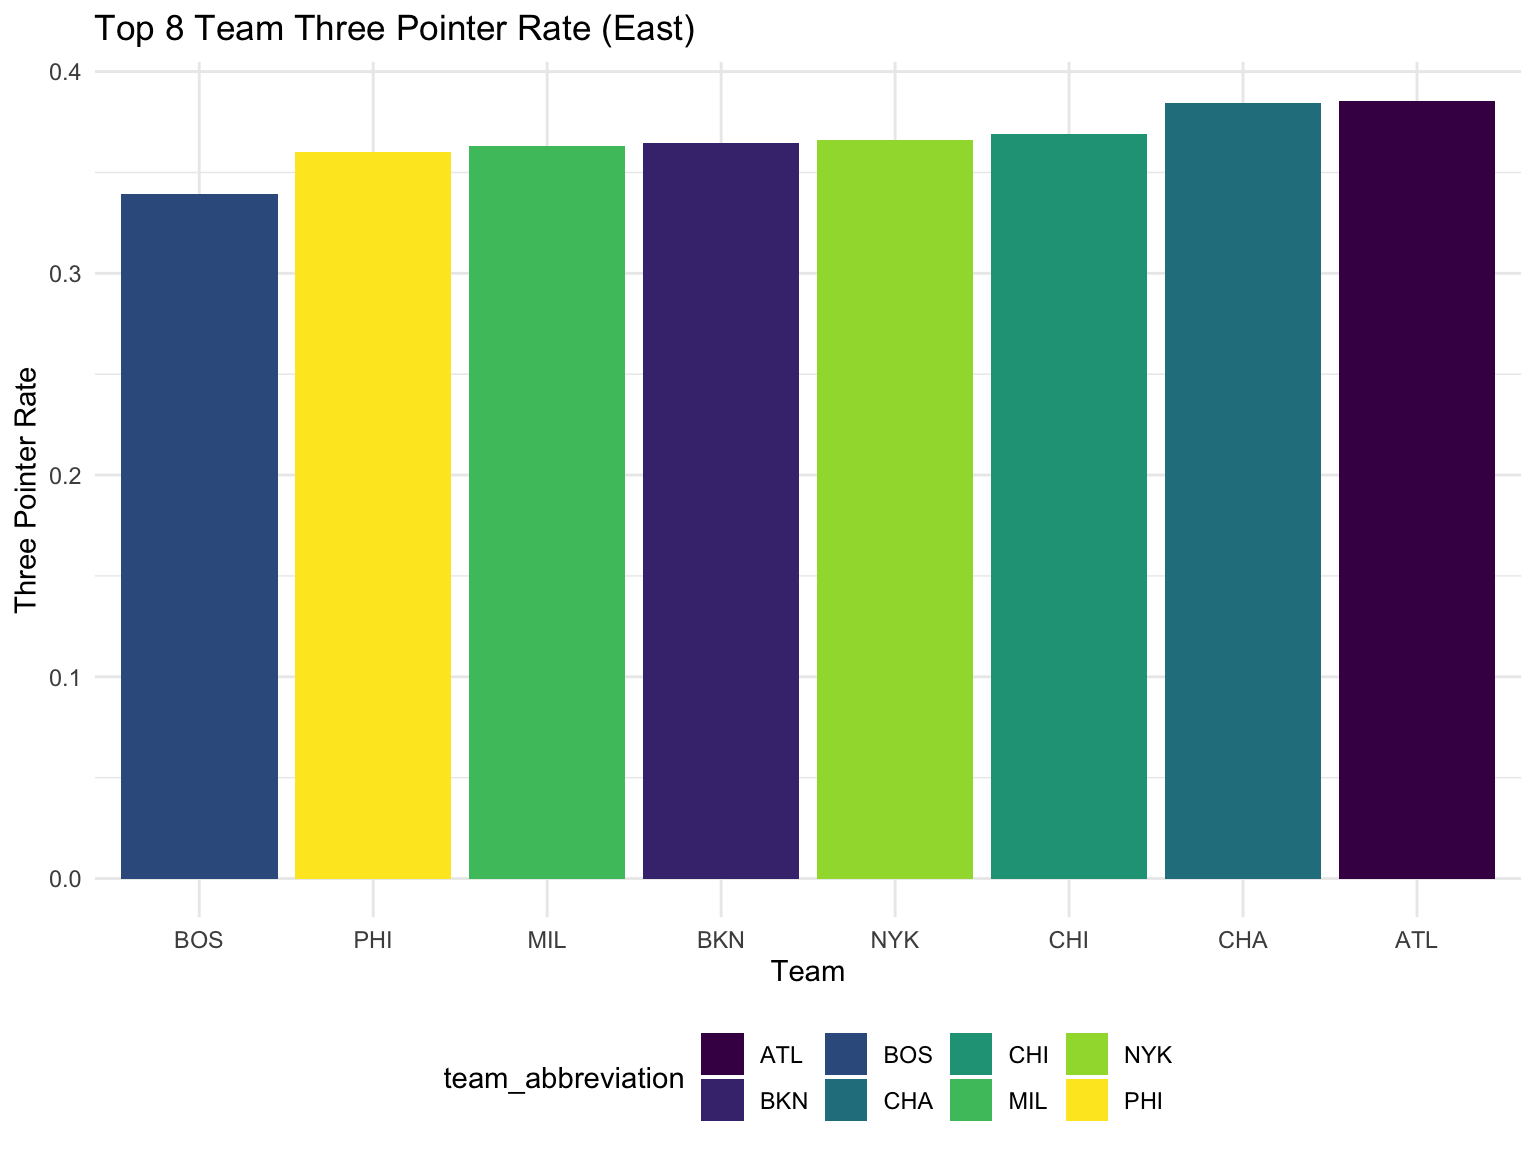 Top 8 Team Three Pointer Rate (East)
Three Pointer Rate
0.4
0.3
0.2
0.1
0.0
BOS PHI MIL BKN NYK CHI CHA ATL
Team
team_abbreviation
ATL BOS CHI NYK
BKN CHA MIL PHI